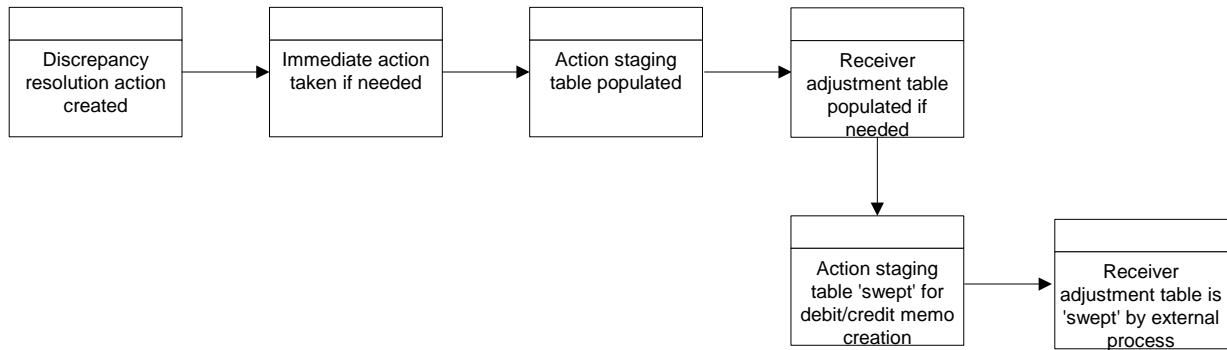 Discrepancy
resolution action
created
Immediate action
taken if needed
Action staging
table populated
Receiver
adjustment table
populated if
needed
Action staging
table 'swept' for
debit/credit memo
creation
Receiver
adjustment table is
'swept' by external
process